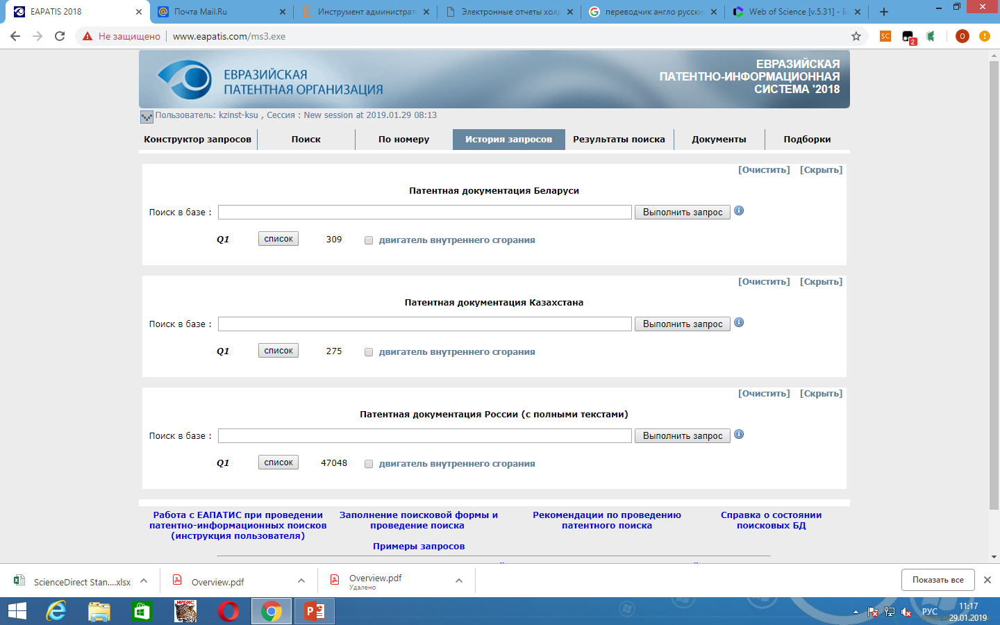 EAPATIS 2018
Почта Mail.Ru
Инструмент администрат
Электронные отчеты холд
переводчик англо русски
Web of Science [v.5.31] - Б
Не защищено
www.eapatis.com/ms3.exe
SC
2
O
ЕВРАЗИЙСКАЯ
ПАТЕНТНАЯ ОРГАНИЗАЦИЯ
ЕВРАЗИЙСКАЯ
ПАТЕНТНО-ИНФОРМАЦИОННАЯ
СИСТЕМА '2018
Пользователь: kzinst-ksu , Сессия : New session at 2019.01.29 08:13
Конструктор запросов
Поиск
По номеру
История запросов
Результаты поиска
Документы
Подборки
[Очистить] [Скрыть]
Патентная документация Беларуси
Поиск в базе :
Выполнить запрос
Q1 список 309 двигатель внутреннего сгорания
[Очистить] [Скрыть]
Патентная документация Казахстана
Поиск в базе :
Выполнить запрос
Q1 список 275 двигатель внутреннего сгорания
[Очистить] [Скрыть]
Патентная документация России (с полными текстами)
Поиск в базе :
Выполнить запрос
Q1 список 47048 двигатель внутреннего сгорания
Работа с ЕАПАТИС при проведении
патентно-информационных поисков
(инструкция пользователя)
Заполнение поисковой формы и
проведение поиска
Рекомендации по проведению
патентного поиска
Справка о состоянии
поисковых БД
Примеры запросов
ScienceDirect Stan....xlsx
Overview.pdf
Overview.pdf
Удалено
Показать все
ИРБИС
РУС
11:17
29.01.2019